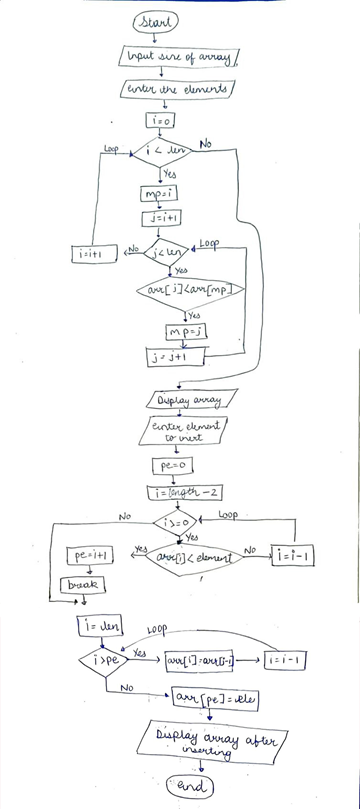 Start
Input size of array
enter the elements
i=0
Loop
i < len
No
Yes
mp=i
j=i+1
i=i+1
No
j<len
Loop
Yes
arr[j]<arr[mp]
Yes
mp=j
j=j+1
Display array
enter element
to inert
pe=0
i=length-2
No
i>=0
Loop
Yes
pe=i+1
Yes
arr[i]<element
No
i=i-1
break
i=len
Loop
i>pe
Yes
arr[i]=arr[i-1]
i=i-1
No
arr[pe]=ele
Display array after
inserting
end